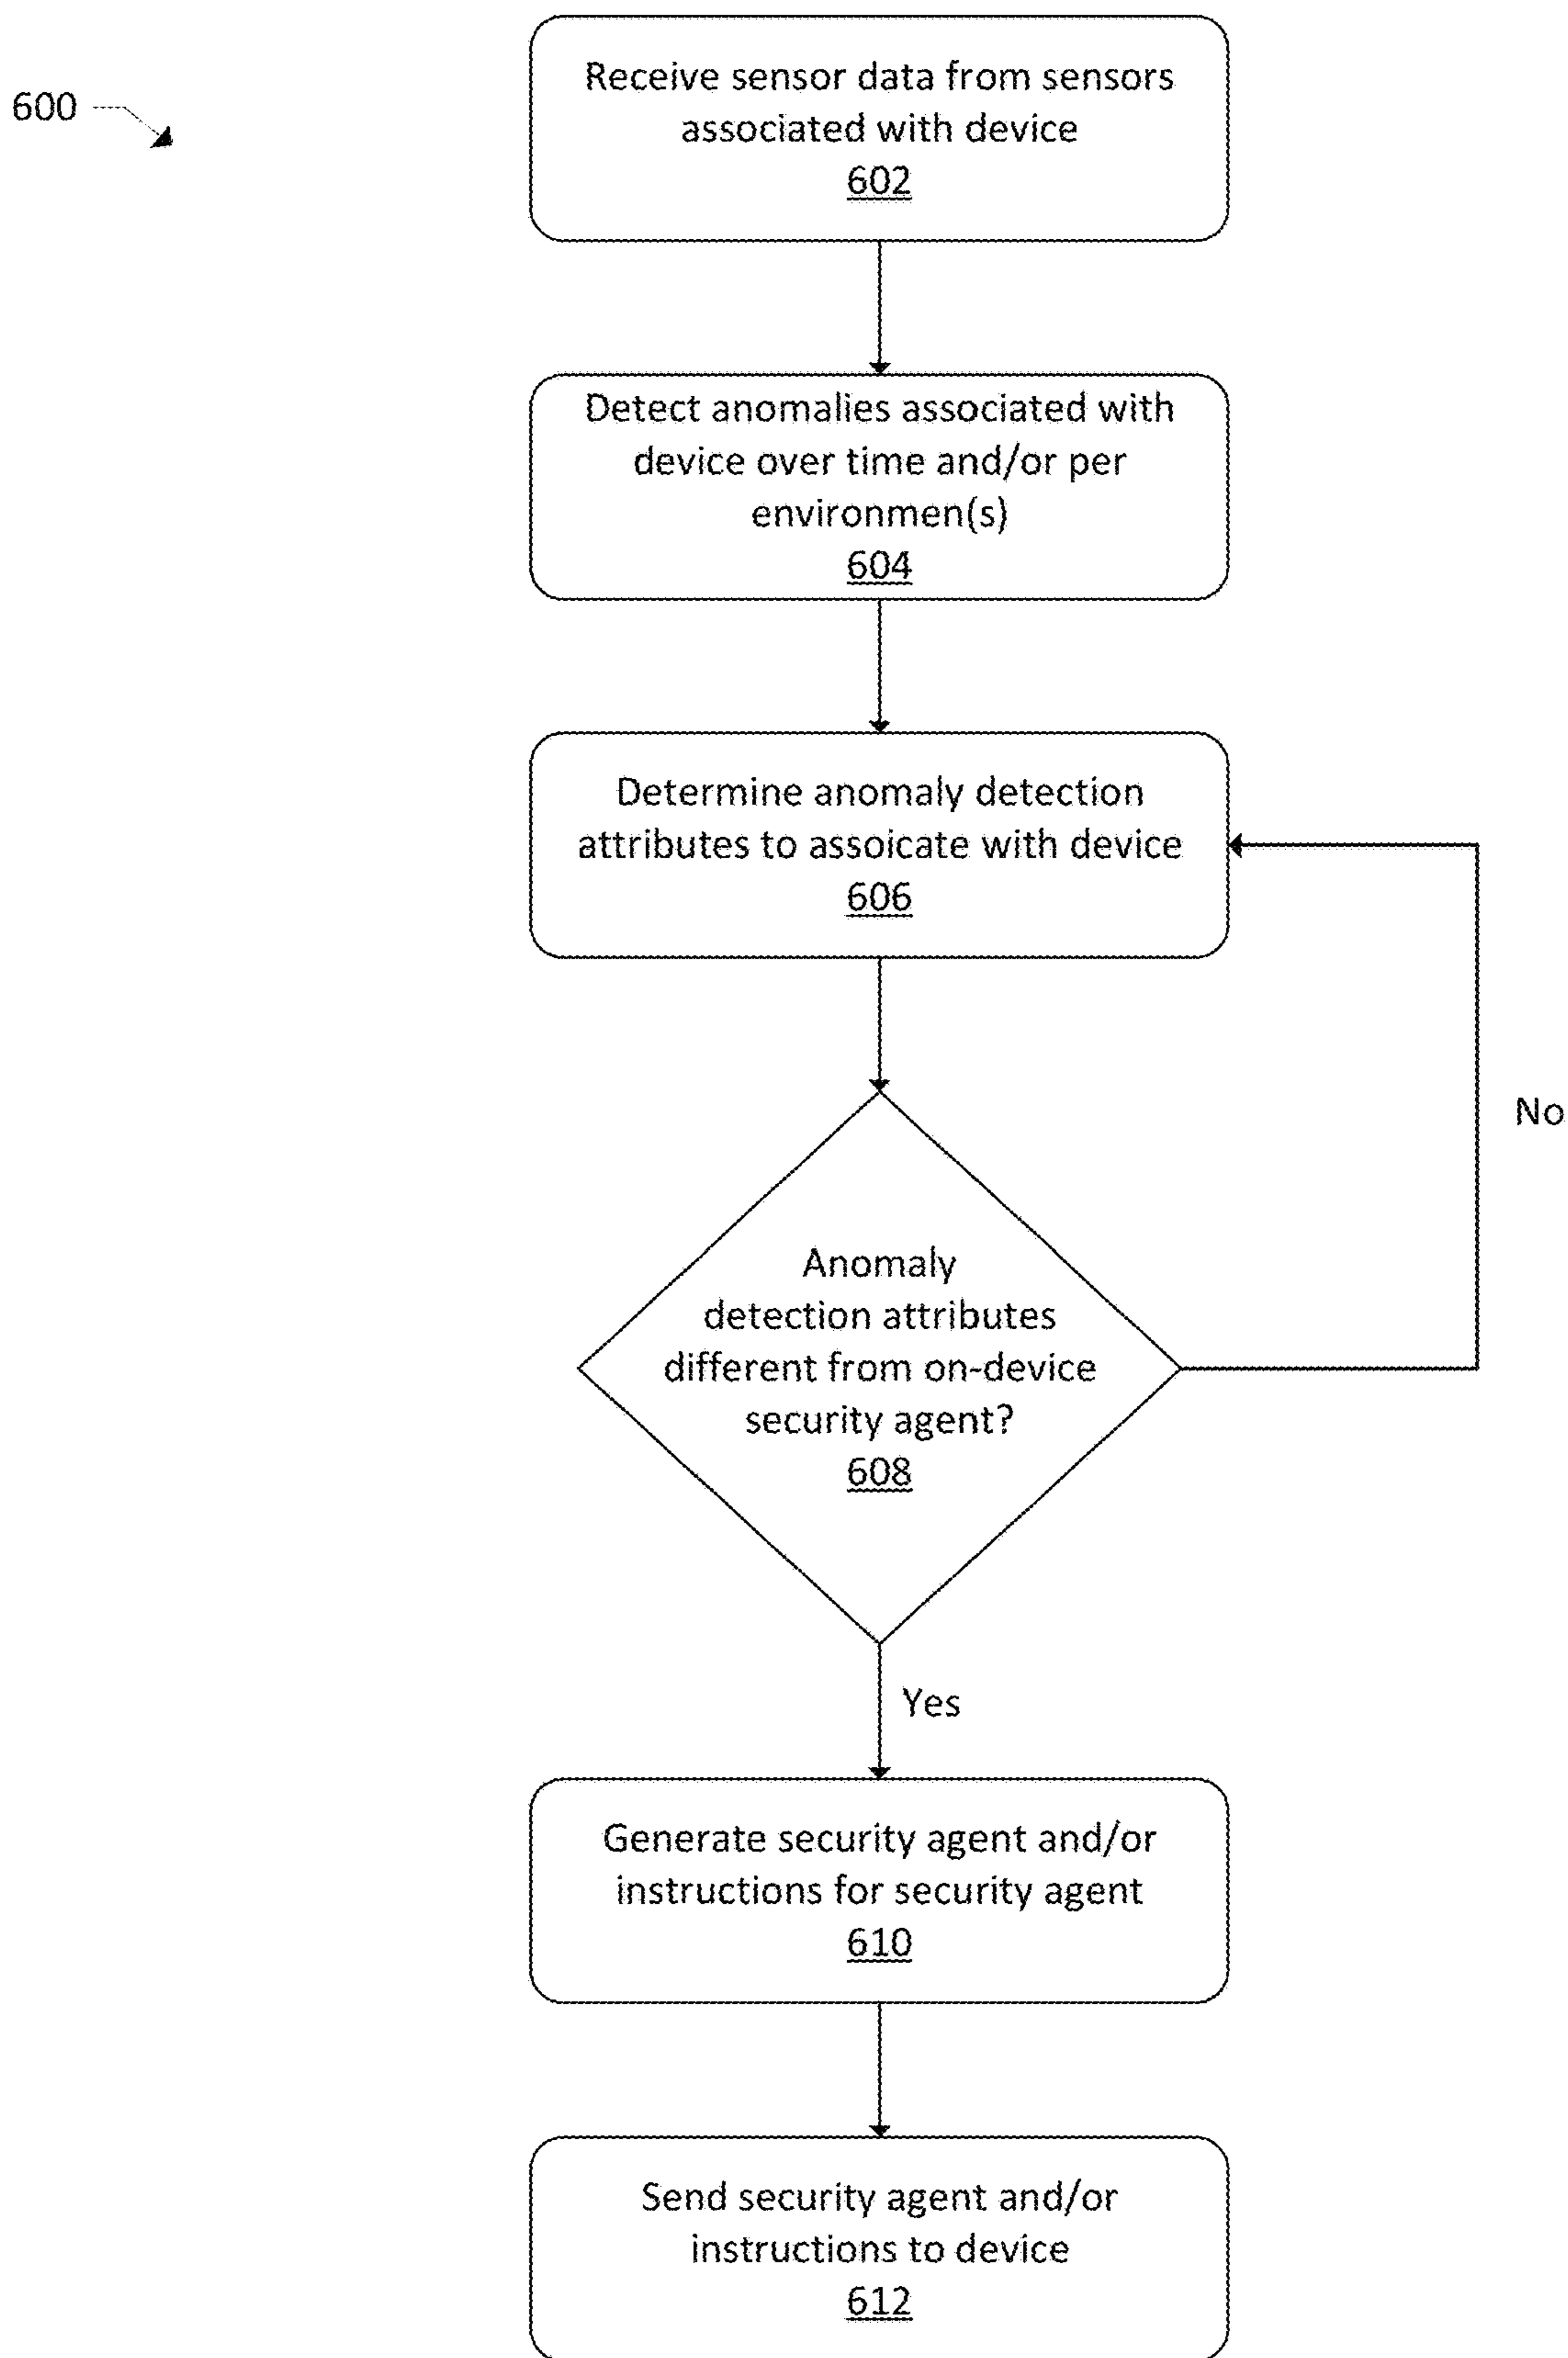 600
Receive sensor data from sensors
associated with device
602
Detect anomalies associated with
device over time and/or per
environmen(s)
604
Determine anomaly detection
attributes to assoicate with device
606
No
Anomaly
detection attributes
different from on-device
security agent?
608
Yes
Generate security agent and/or
instructions for security agent
610
Send security agent and/or
instructions to device
612